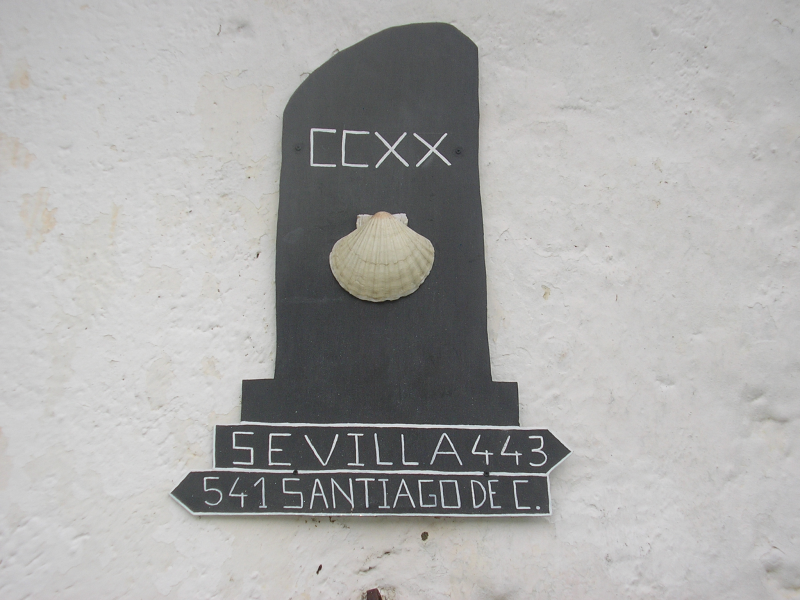 CCXX
SEVILLA 443
541 SANTIAGO DE C.